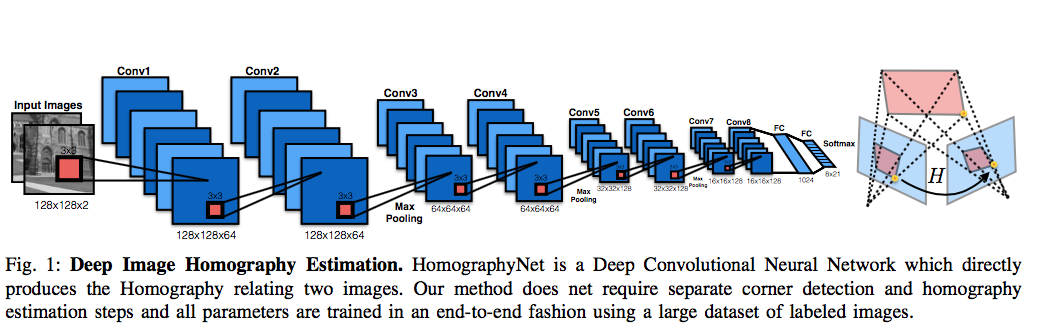 Input Images
3x3
128x128x2
Conv1
3x3
128x128x64
Conv2
3x3
128x128x64
Max
Pooling
Conv3
3x3
64x64x64
Conv4
3x3
64x64x64
Max
Pooling
Conv5
3x3
32x32x128
Conv6
3x3
32x32x128
Max
Pooling
Conv7
16x16x128
Conv8
16x16x128
FC
1024
FC
Softmax
8x21
H
Fig. 1: Deep Image Homography Estimation. HomographyNet is a Deep Convolutional Neural Network which directly
produces the Homography relating two images. Our method does net require separate corner detection and homography
estimation steps and all parameters are trained in an end-to-end fashion using a large dataset of labeled images.